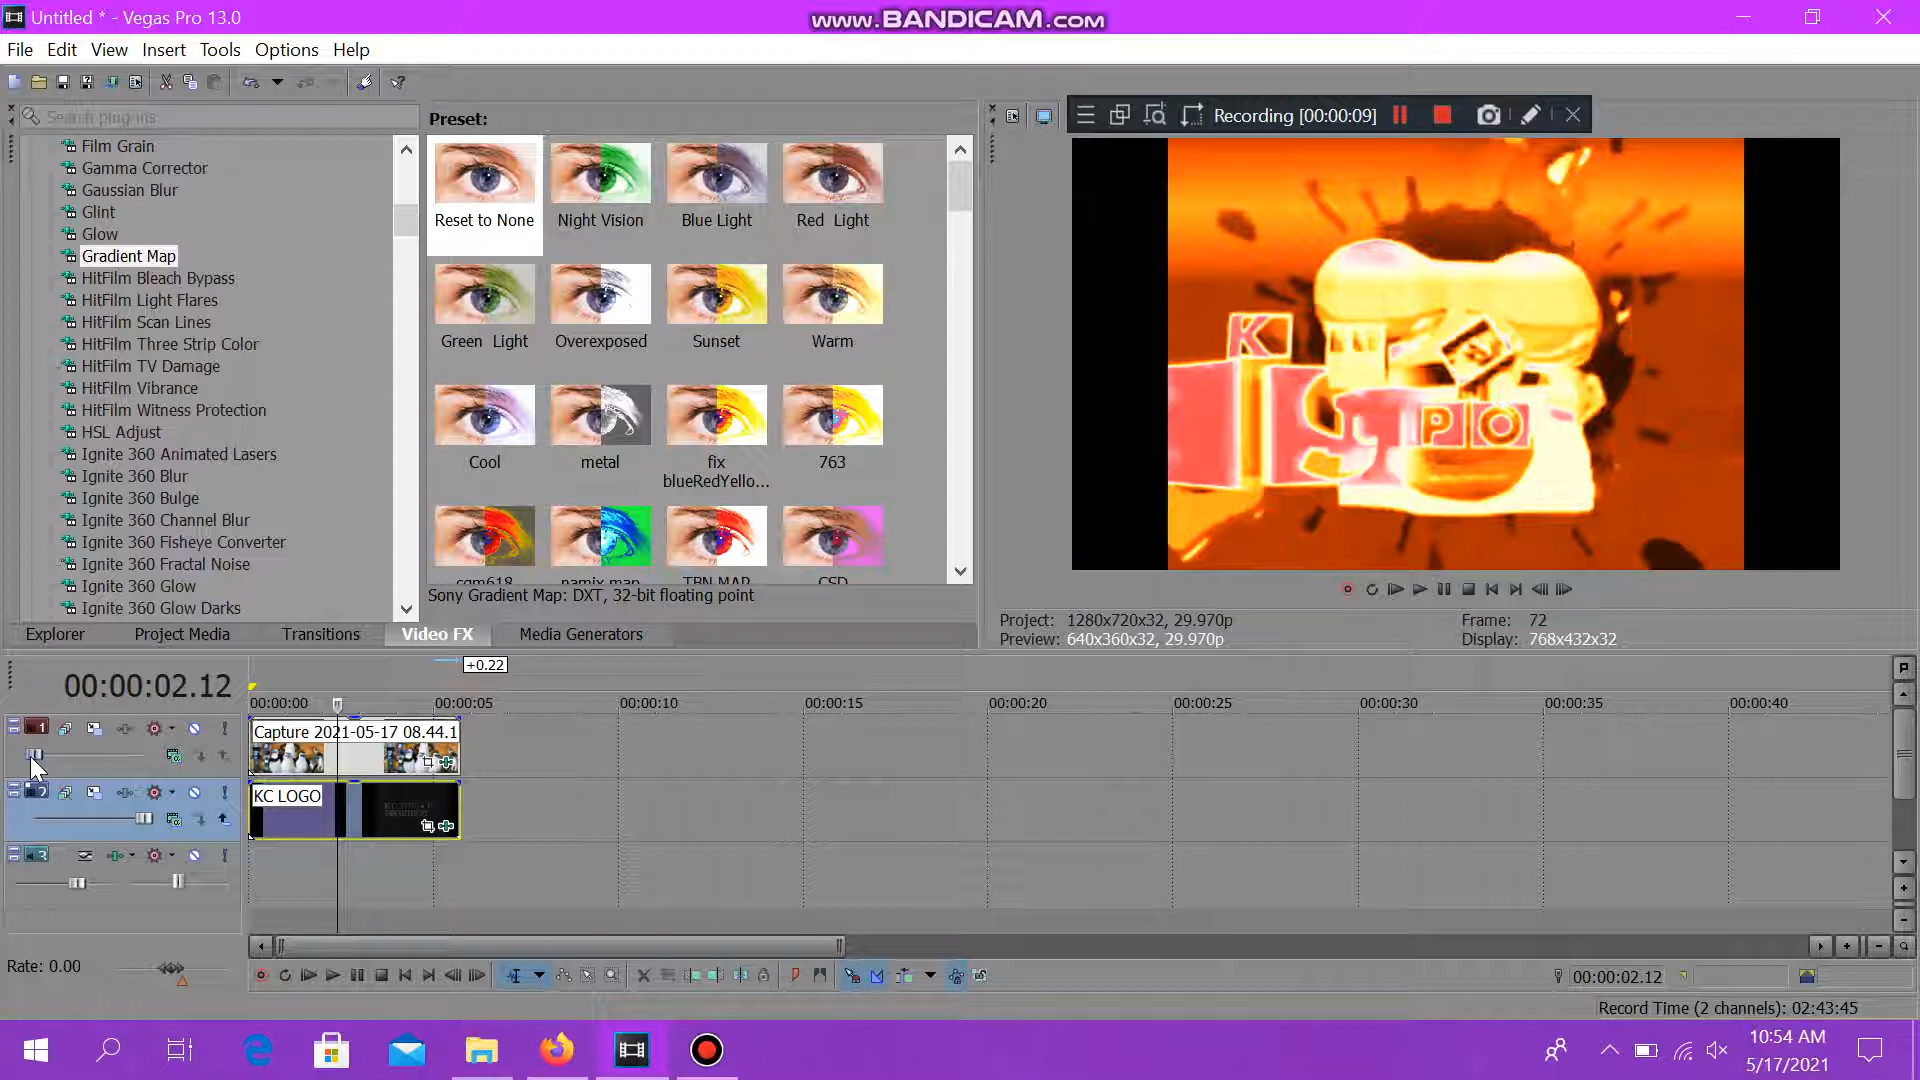 Untitled * - Vegas Pro 13.0
www.BANDICAM.com
File Edit View Insert Tools Options Help
Search plug-ins
Preset:
Recording [00:00:09]
Film Grain
Gamma Corrector
Gaussian Blur
Glint
Glow
Gradient Map
HitFilm Bleach Bypass
HitFilm Light Flares
HitFilm Scan Lines
HitFilm Three Strip Color
HitFilm TV Damage
HitFilm Vibrance
HitFilm Witness Protection
HSL Adjust
Ignite 360 Animated Lasers
Ignite 360 Blur
Ignite 360 Bulge
Ignite 360 Channel Blur
Ignite 360 Fisheye Converter
Ignite 360 Fractal Noise
Ignite 360 Glow
Ignite 360 Glow Darks
Reset to None Night Vision Blue Light Red Light
Green Light Overexposed Sunset Warm
Cool metal fix blueRedYello... 763
cgm618 namix map TBN MAP CSD
Sony Gradient Map: DXT, 32-bit floating point
K
P O
Explorer Project Media Transitions Video FX Media Generators
Project: 1280x720x32, 29.970p Frame: 72
Preview: 640x360x32, 29.970p Display: 768x432x32
+0.22
00:00:02.12
00:00:00 00:00:05 00:00:10 00:00:15 00:00:20 00:00:25 00:00:30 00:00:35 00:00:40
1
Capture 2021-05-17 08.44.1
2
KC LOGO
3
Rate: 0.00
00:00:02.12
Record Time (2 channels): 02:43:45
10:54 AM
5/17/2021